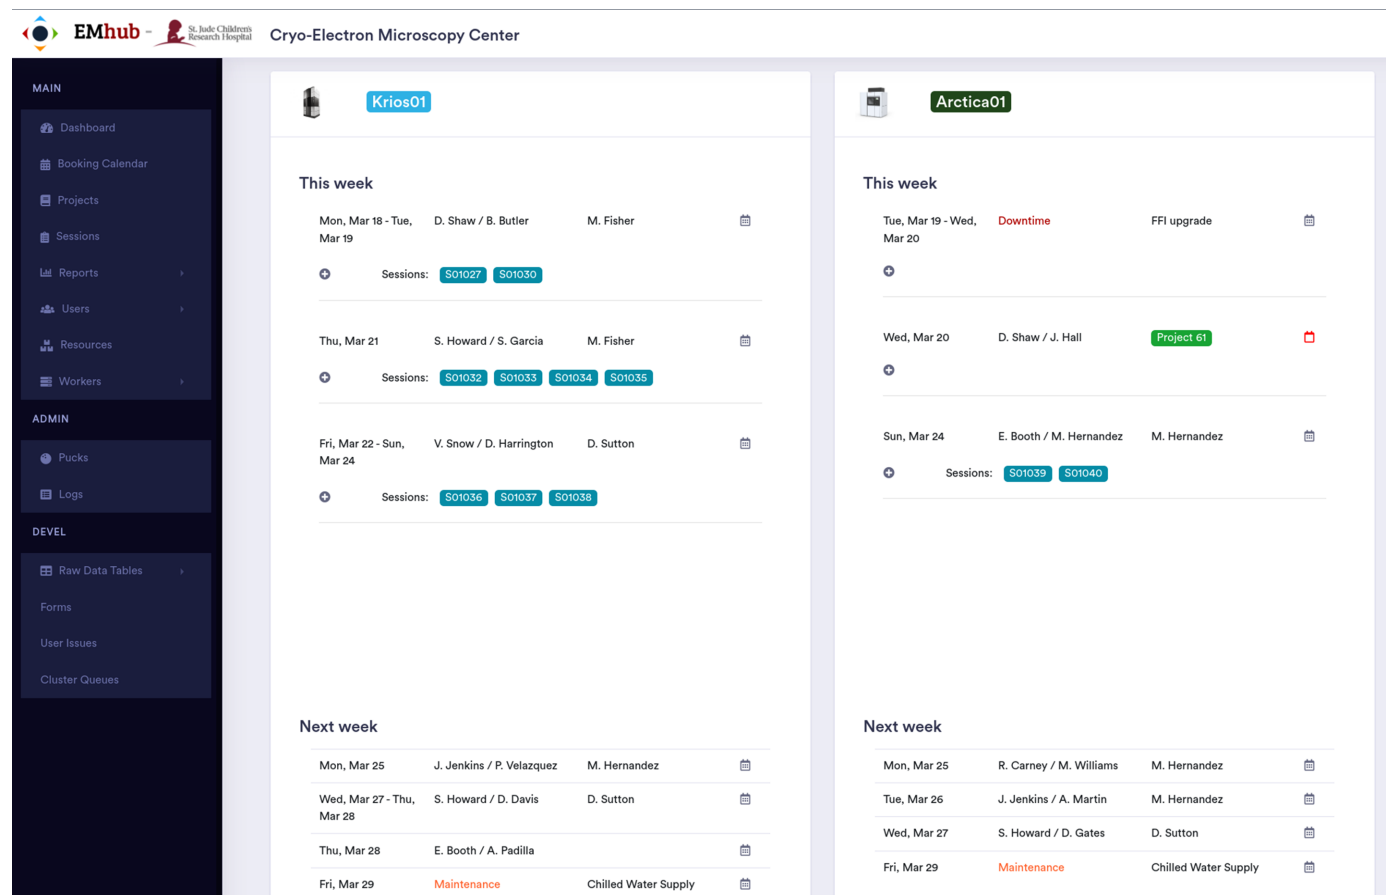 EMhub - St. Jude Children's Research Hospital Cryo-Electron Microscopy Center
MAIN
Dashboard
Booking Calendar
Projects
Sessions
Reports
Users
Resources
Workers
ADMIN
Pucks
Logs
DEVEL
Raw Data Tables
Forms
User Issues
Cluster Queues
Krios01
This week
Mon, Mar 18 - Tue, Mar 19 D. Shaw / B. Butler M. Fisher
Sessions: S01027 S01030
Thu, Mar 21 S. Howard / S. Garcia M. Fisher
Sessions: S01032 S01033 S01034 S01035
Fri, Mar 22 - Sun, Mar 24 V. Snow / D. Harrington D. Sutton
Sessions: S01036 S01037 S01038
Next week
Mon, Mar 25 J. Jenkins / P. Velazquez M. Hernandez
Wed, Mar 27 - Thu, Mar 28 S. Howard / D. Davis D. Sutton
Thu, Mar 28 E. Booth / A. Padilla
Fri, Mar 29 Maintenance Chilled Water Supply
Arctica01
This week
Tue, Mar 19 - Wed, Mar 20 Downtime FFI upgrade
Wed, Mar 20 D. Shaw / J. Hall Project 61
Sun, Mar 24 E. Booth / M. Hernandez M. Hernandez
Sessions: S01039 S01040
Next week
Mon, Mar 25 R. Carney / M. Williams M. Hernandez
Tue, Mar 26 J. Jenkins / A. Martin M. Hernandez
Wed, Mar 27 S. Howard / D. Gates D. Sutton
Fri, Mar 29 Maintenance Chilled Water Supply